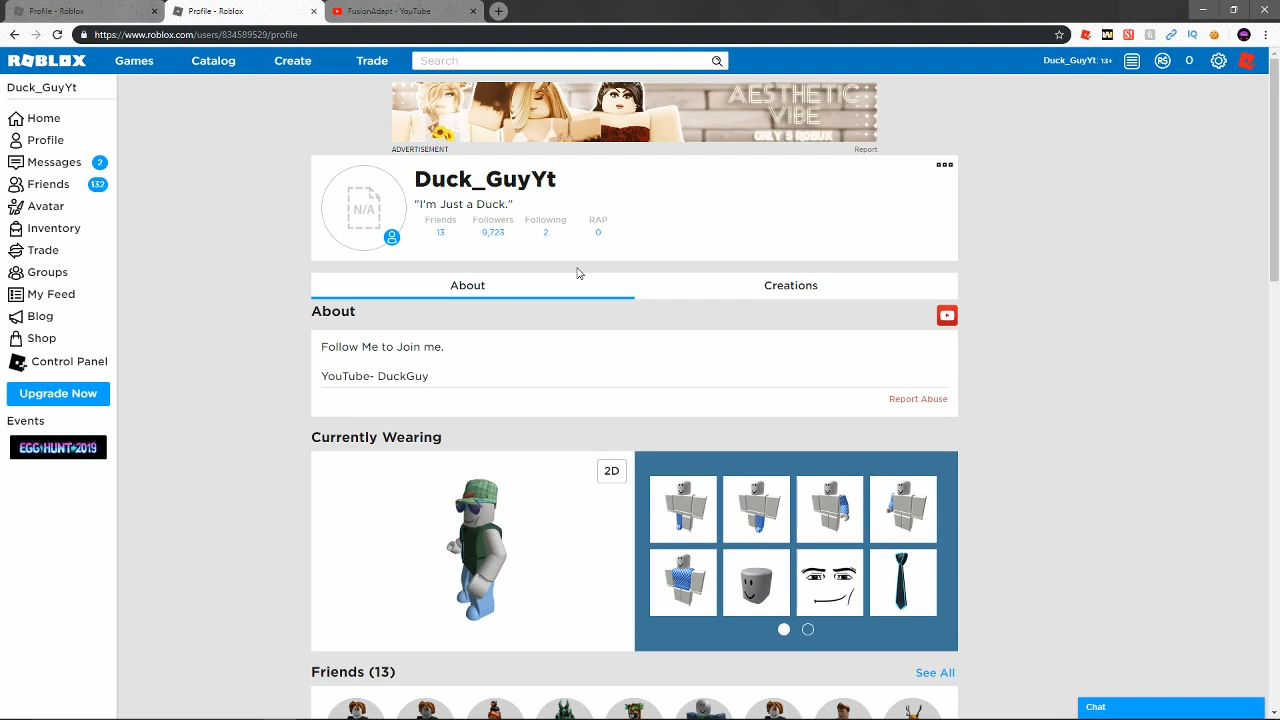 Profile - Roblox
Profile - Roblox
FusionAdapt - YouTube
https://www.roblox.com/users/834589529/profile
ROBLOX
Games
Catalog
Create
Trade
Search
Duck_GuyYt: 13+
R$
0
Duck_GuyYt
Home
Profile
Messages 2
Friends 132
Avatar
Inventory
Trade
Groups
My Feed
Blog
Shop
Control Panel
Upgrade Now
Events
EGG HUNT 2019
AESTHETIC
VIBE
ONLY 5 ROBUX
ADVERTISEMENT
Report
N/A
Duck_GuyYt
"I'm Just a Duck."
Friends Followers Following RAP
13 9,723 2 0
About
Creations
About
Follow Me to Join me.
YouTube- DuckGuy
Report Abuse
Currently Wearing
2D
Friends (13)
See All
Chat